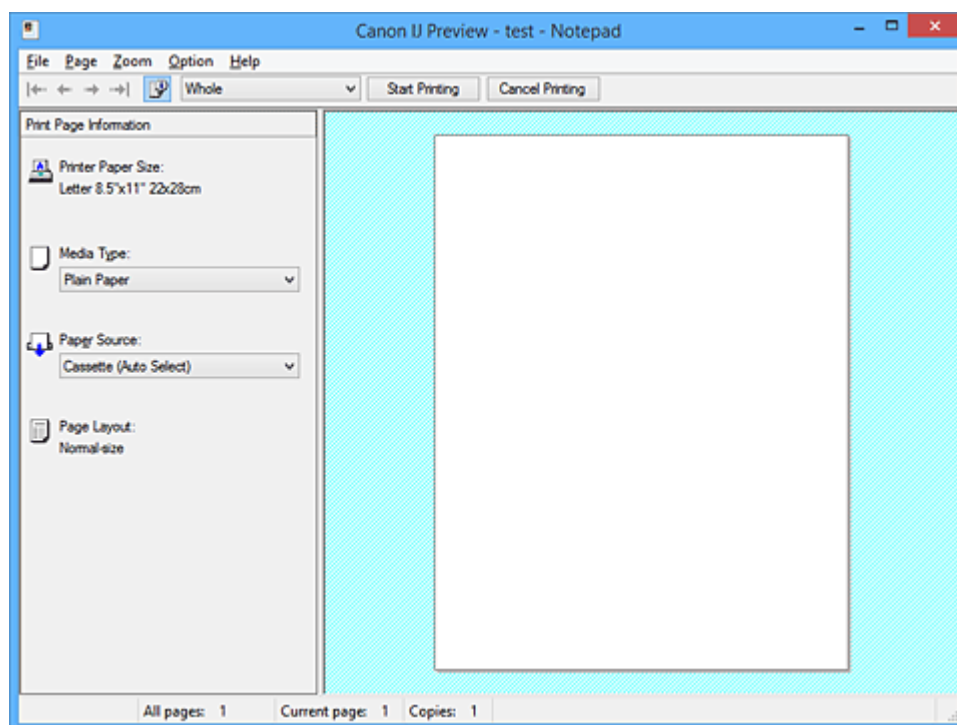 Canon IJ Preview - test - Notepad
File Page Zoom Option Help
Whole Start Printing Cancel Printing
Print Page Information
Printer Paper Size:
Letter 8.5"x11" 22x28cm
Media Type:
Plain Paper
Paper Source:
Cassette (Auto Select)
Page Layout:
Normal-size
All pages: 1 Current page: 1 Copies: 1